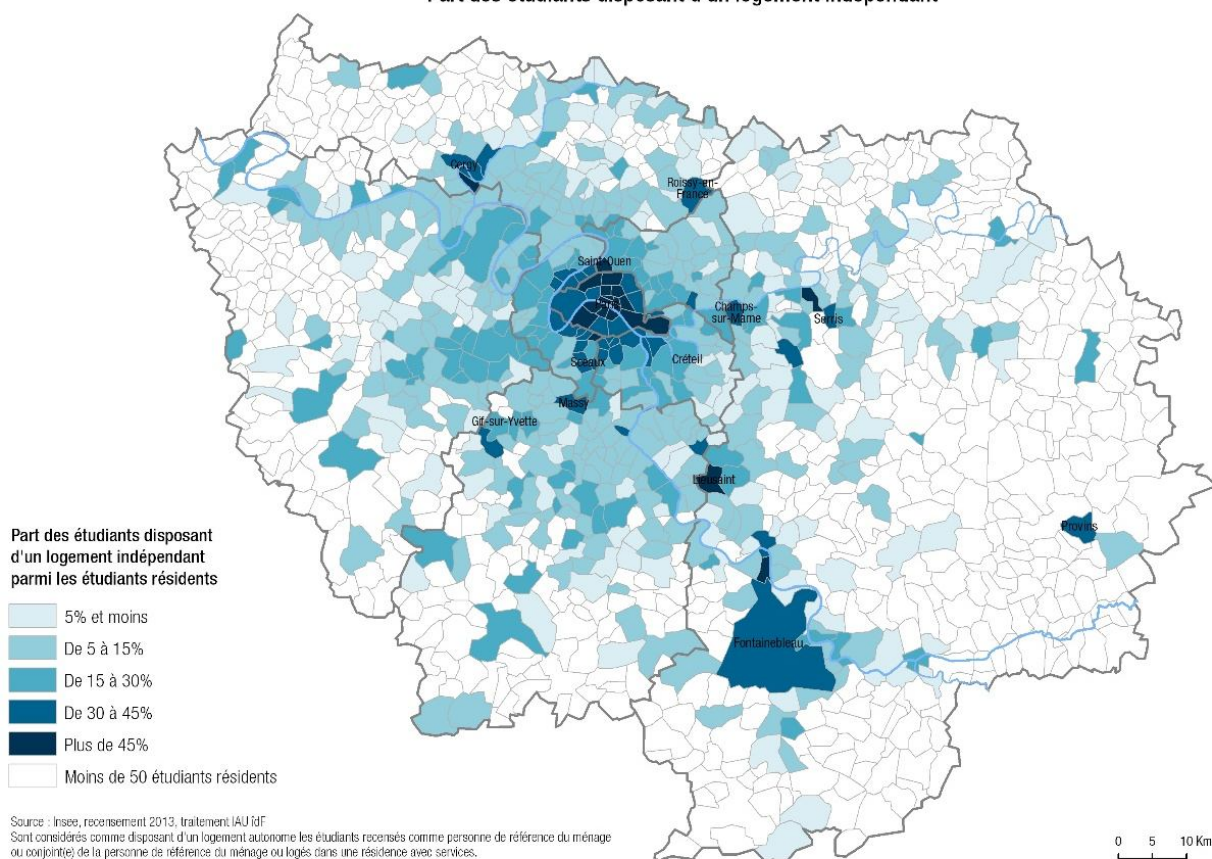 Part des étudiants disposant d'un logement indépendant
Cergy
Roissy-en-
France
Saint-Ouen
Paris
Champs-
sur-Marne
Serris
Sceaux
Créteil
Massy
Gif-sur-Yvette
Lieusaint
Provins
Fontainebleau
Part des étudiants disposant
d'un logement indépendant
parmi les étudiants résidents
5% et moins
De 5 à 15%
De 15 à 30%
De 30 à 45%
Plus de 45%
Moins de 50 étudiants résidents
Source : Insee, recensement 2013, traitement IAU îdF
Sont considérés comme disposant d'un logement autonome les étudiants recensés comme personne de référence du ménage
ou conjoint(e) de la personne de référence du ménage ou logés dans une résidence avec services.
0 5 10 Km